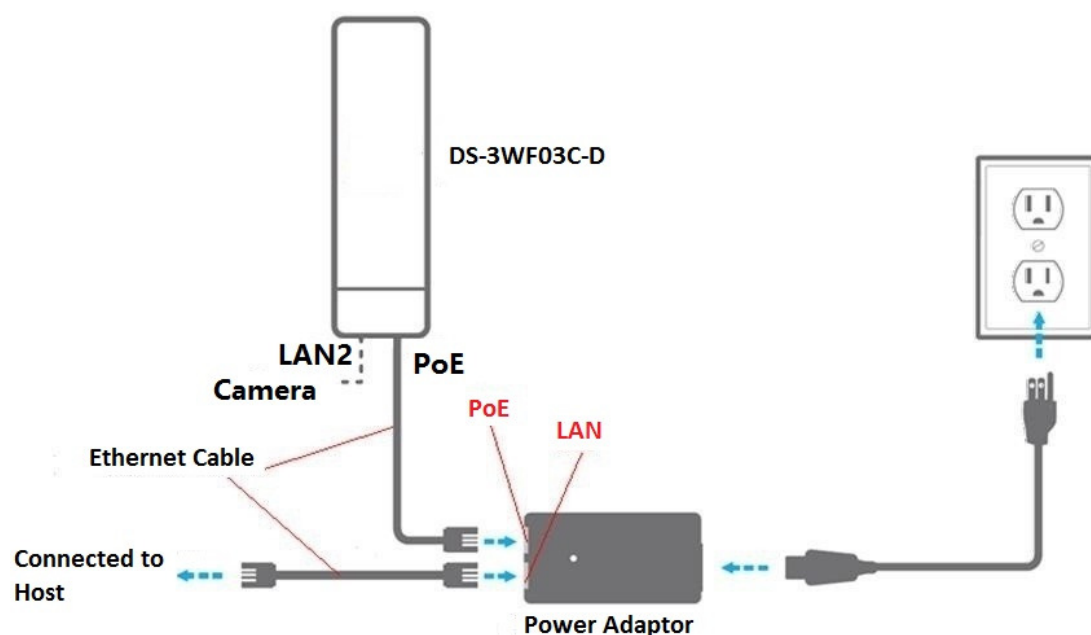 DS-3WF03C-D
LAN2
PoE
Camera
PoE
LAN
Ethernet Cable
Connected to
Host
Power Adaptor